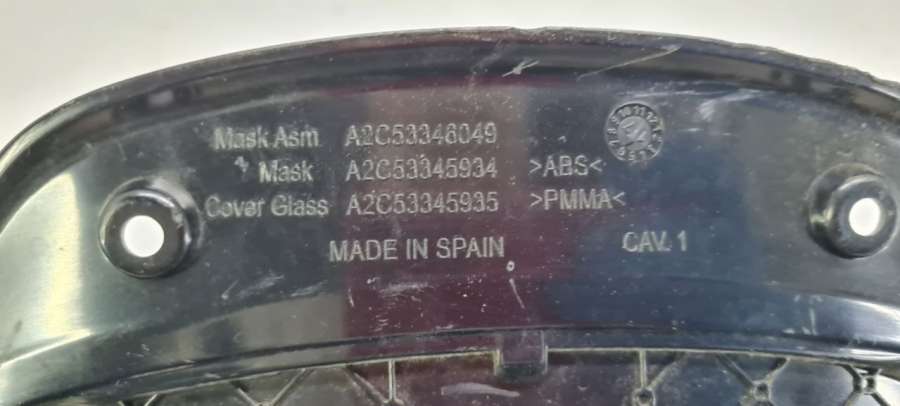 Mask Asm A2C53346049
Mask A2C53345934 >ABS<
Cover Glass A2C53345935 >PMMA<
MADE IN SPAIN CAV. 1